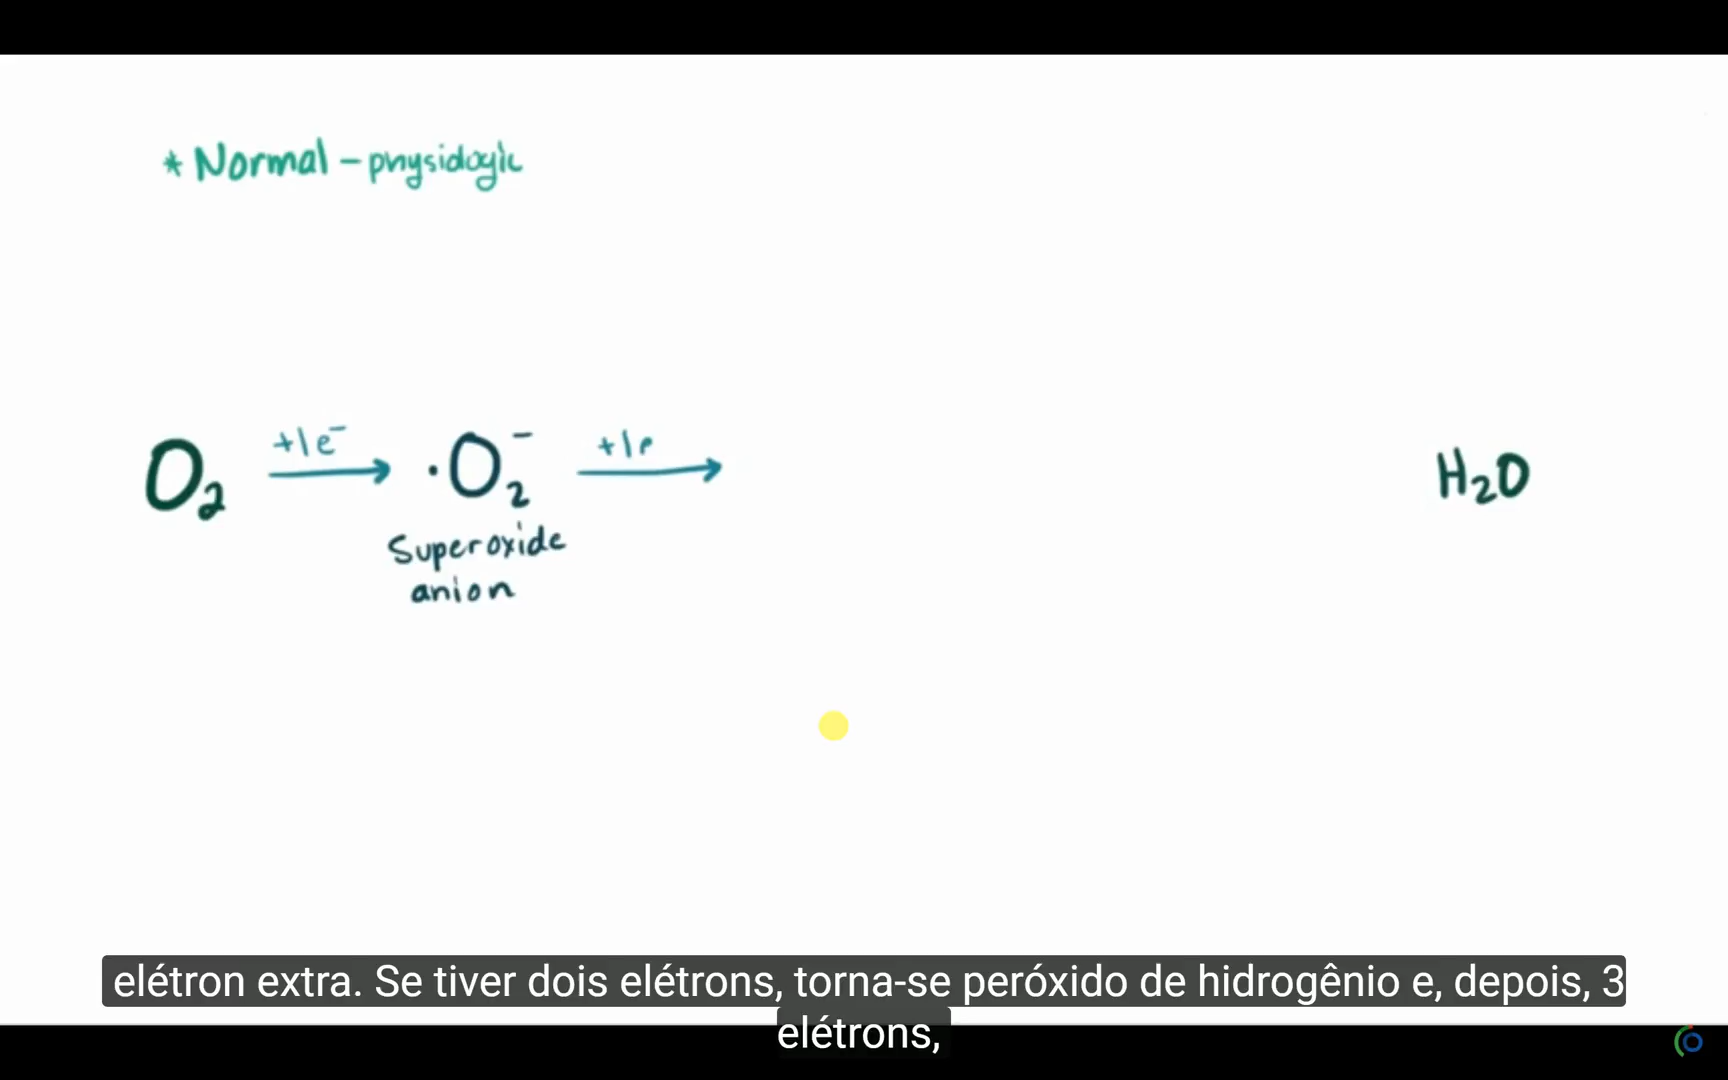 * Normal - physiologic
O₂ +1e⁻ → ·O₂⁻ +1e → H₂O
Superoxide
anion
elétron extra. Se tiver dois elétrons, torna-se peróxido de hidrogênio e, depois, 3
elétrons,